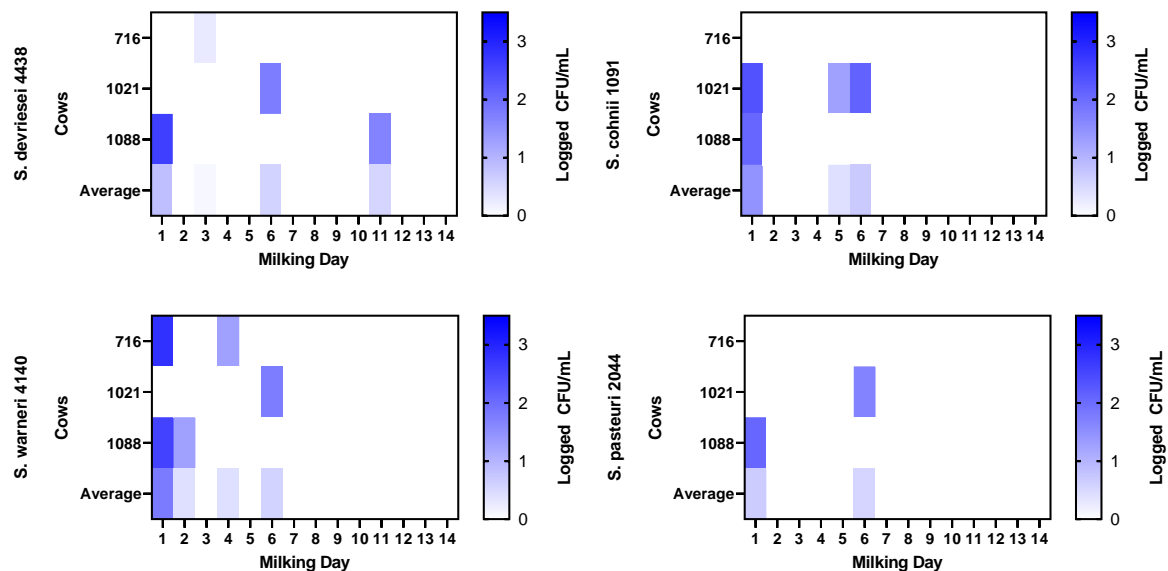 S. devriesei 4438
Cows
716
1021
1088
Average
1 2 3 4 5 6 7 8 9 10 11 12 13 14
Milking Day
3
2
1
0
Logged CFU/mL
S. cohnii 1091
Cows
716
1021
1088
Average
1 2 3 4 5 6 7 8 9 10 11 12 13 14
Milking Day
3
2
1
0
Logged CFU/mL
S. warneri 4140
Cows
716
1021
1088
Average
1 2 3 4 5 6 7 8 9 10 11 12 13 14
Milking Day
3
2
1
0
Logged CFU/mL
S. pasteuri 2044
Cows
716
1021
1088
Average
1 2 3 4 5 6 7 8 9 10 11 12 13 14
Milking Day
3
2
1
0
Logged CFU/mL